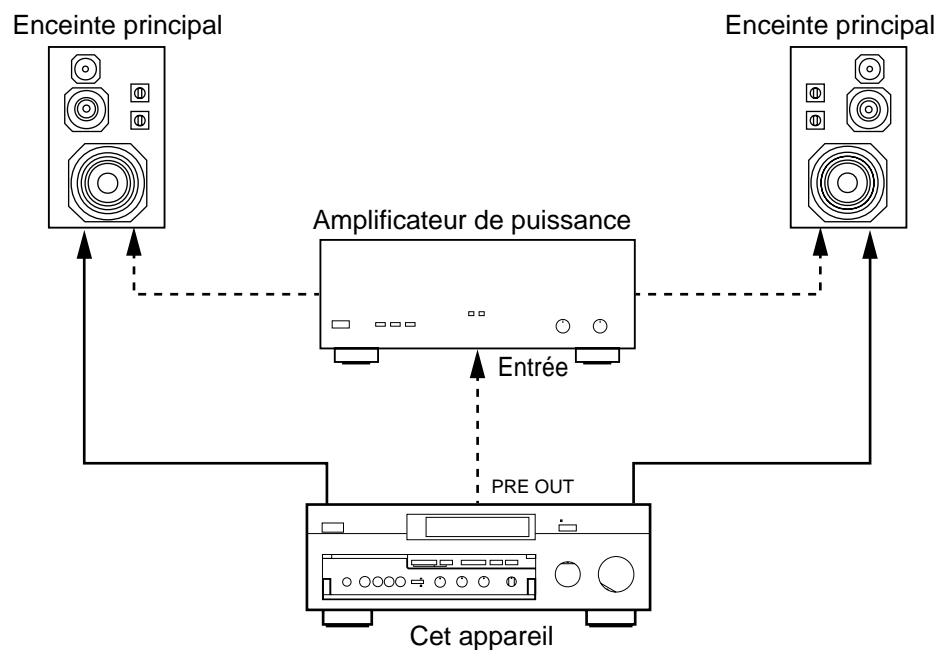 Enceinte principal
Enceinte principal
Amplificateur de puissance
Entrée
PRE OUT
Cet appareil